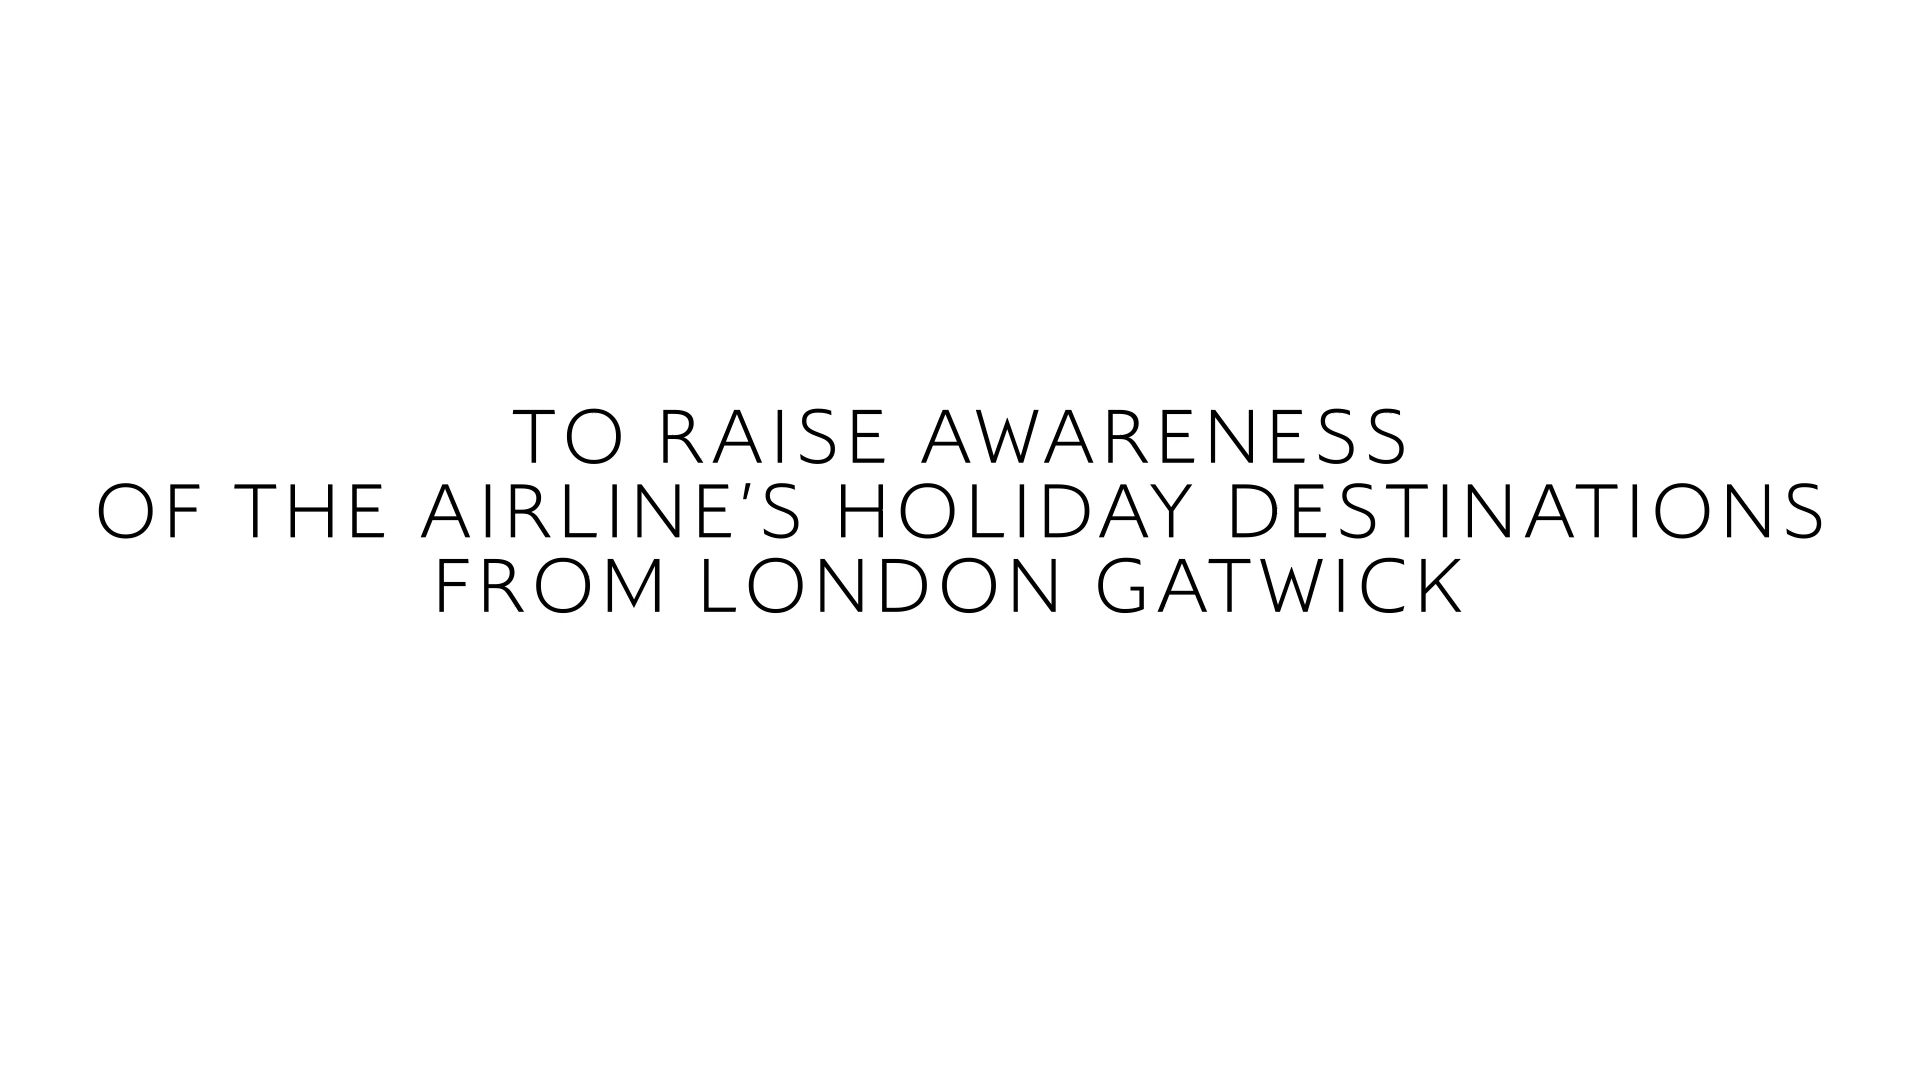 TO RAISE AWARENESS
OF THE AIRLINE’S HOLIDAY DESTINATIONS
FROM LONDON GATWICK